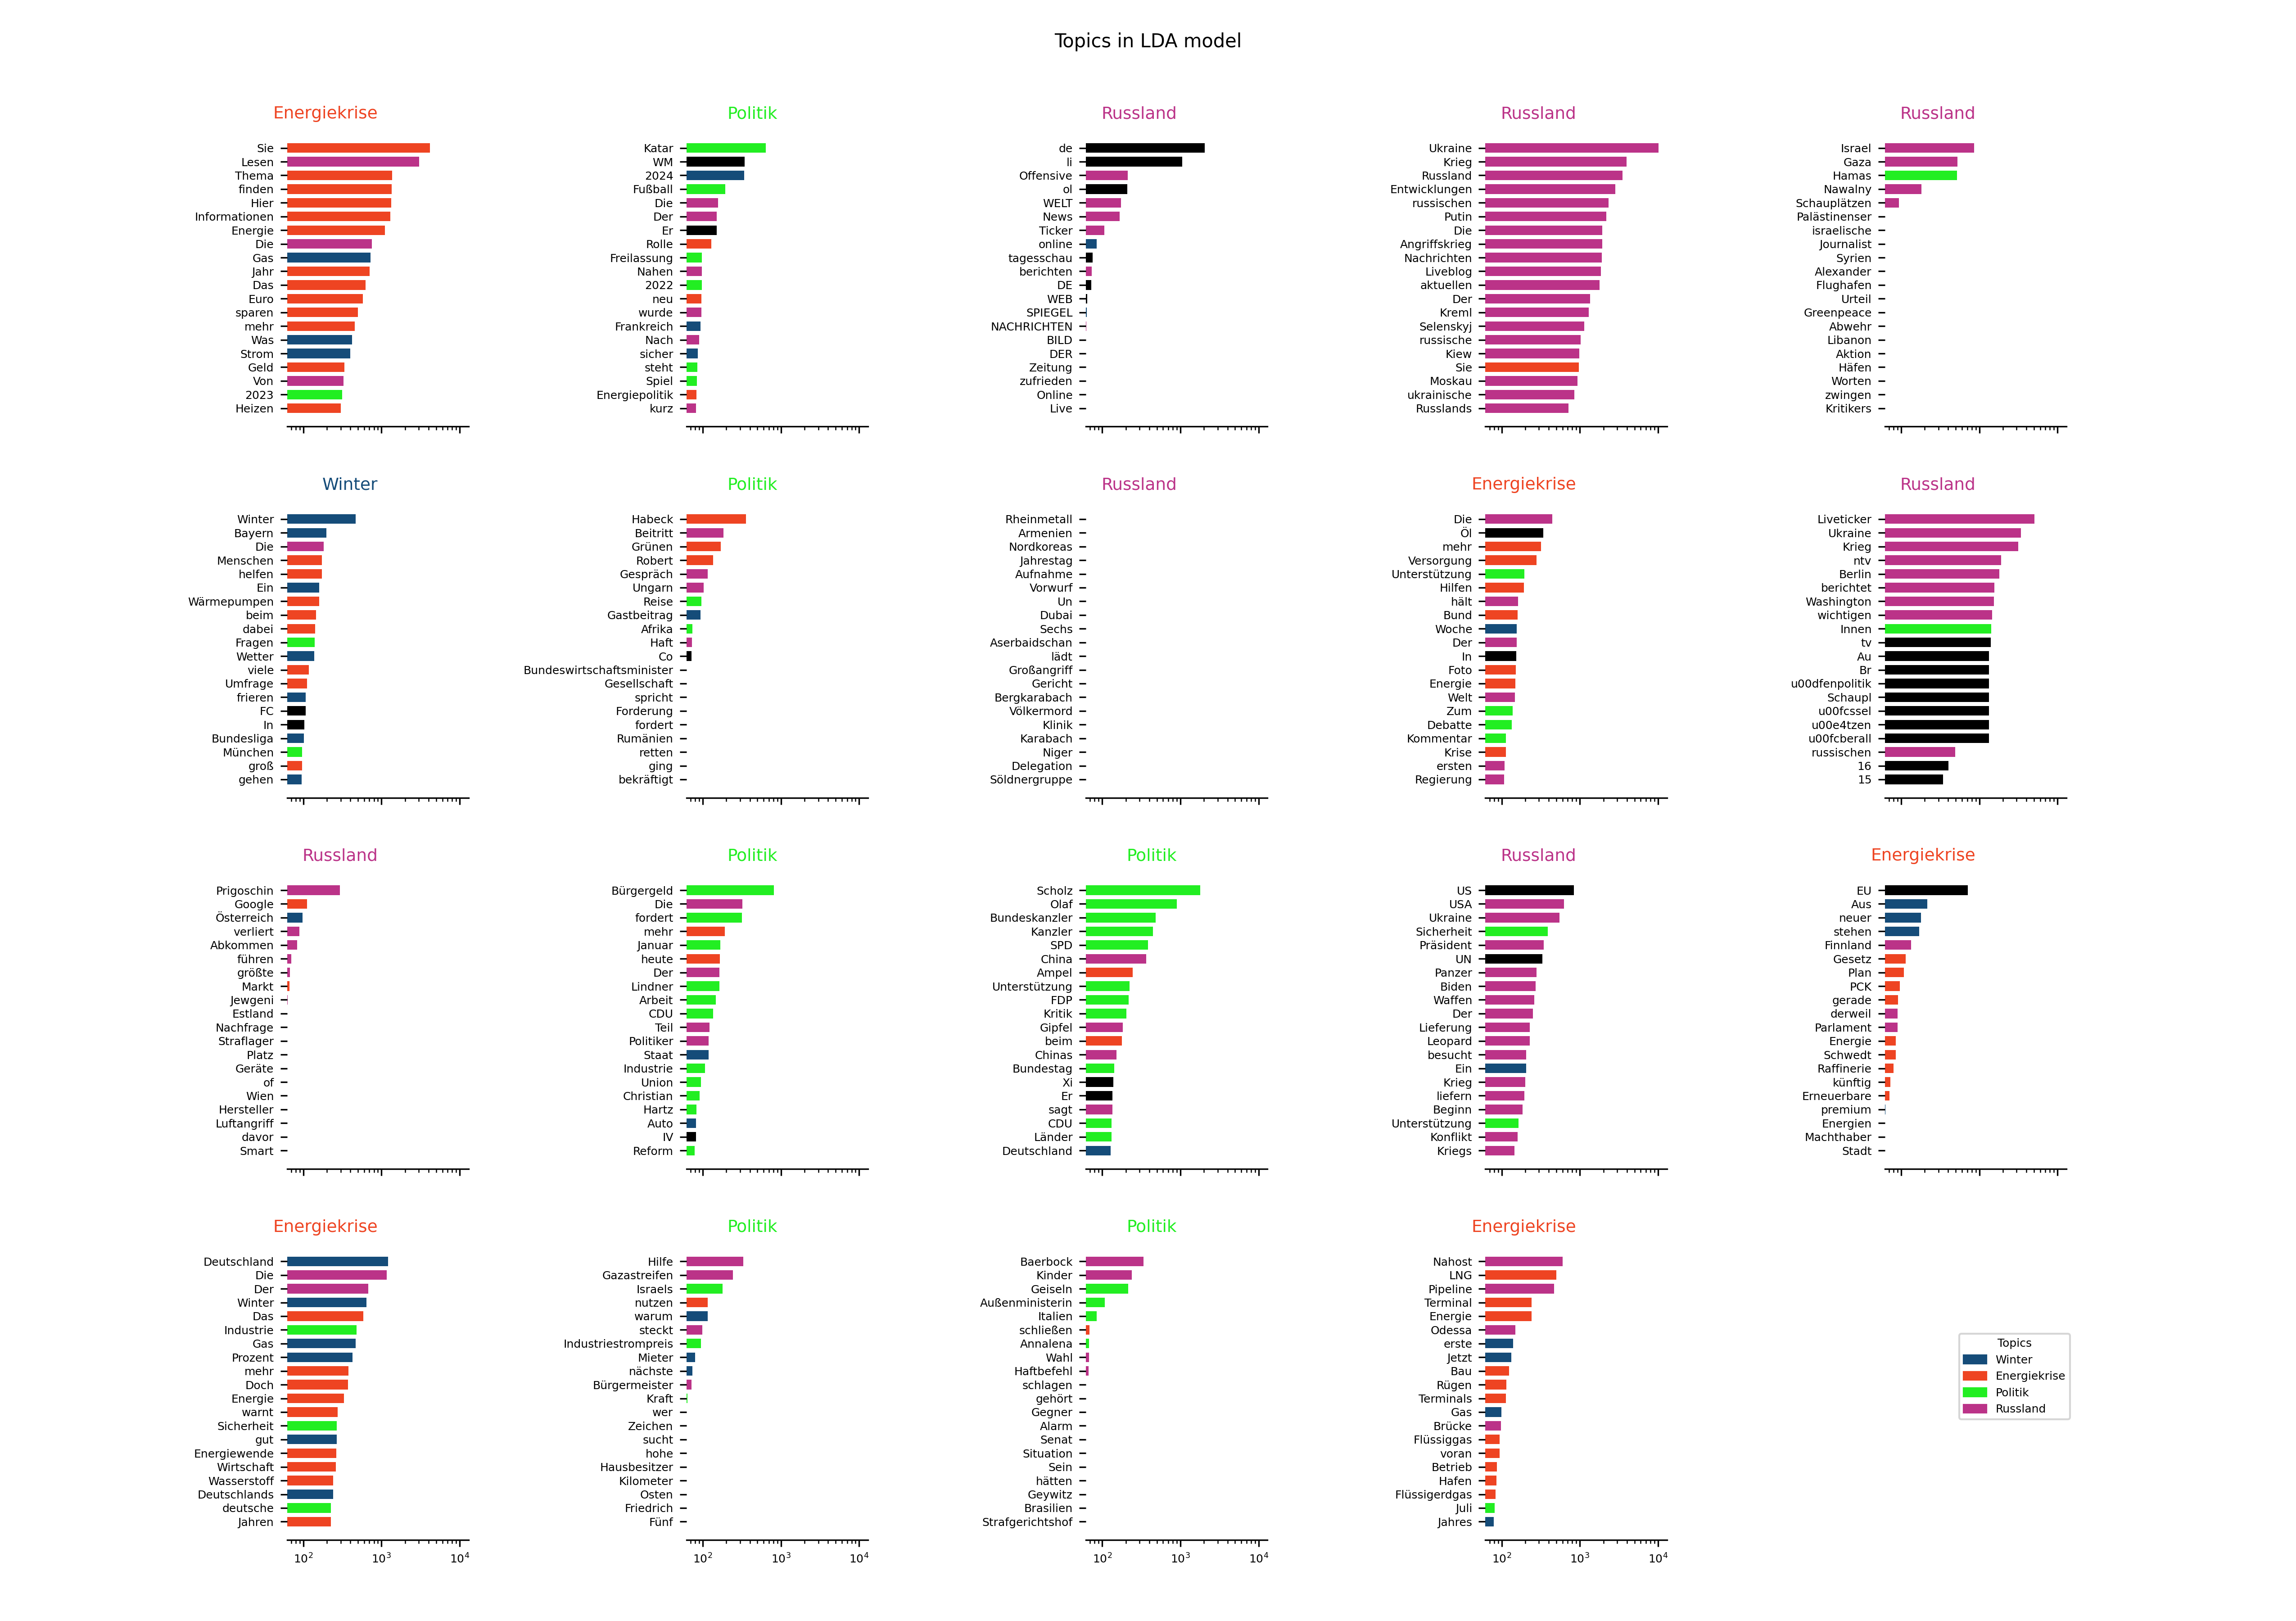 Topics in LDA model
Energiekrise
Sie
Lesen
Thema
finden
Hier
Informationen
Energie
Die
Gas
Jahr
Das
Euro
sparen
mehr
Was
Strom
Geld
Von
2023
Heizen
Politik
Katar
WM
2024
Fußball
Die
Der
Er
Rolle
Freilassung
Nahen
2022
neu
wurde
Frankreich
Nach
sicher
steht
Spiel
Energiepolitik
kurz
Russland
de
li
Offensive
ol
WELT
News
Ticker
online
tagesschau
berichten
DE
WEB
SPIEGEL
NACHRICHTEN
BILD
DER
Zeitung
zufrieden
Online
Live
Russland
Ukraine
Krieg
Russland
Entwicklungen
russischen
Putin
Die
Angriffskrieg
Nachrichten
Liveblog
aktuellen
Der
Kreml
Selenskyj
russische
Kiew
Sie
Moskau
ukrainische
Russlands
Russland
Israel
Gaza
Hamas
Nawalny
Schauplätzen
Palästinenser
israelische
Journalist
Syrien
Alexander
Flughafen
Urteil
Greenpeace
Abwehr
Libanon
Aktion
Häfen
Worten
zwingen
Kritikers
Winter
Winter
Bayern
Die
Menschen
helfen
Ein
Wärmepumpen
beim
dabei
Fragen
Wetter
viele
Umfrage
frieren
FC
In
Bundesliga
München
groß
gehen
Politik
Habeck
Beitritt
Grünen
Robert
Gespräch
Ungarn
Reise
Gastbeitrag
Afrika
Haft
Co
Bundeswirtschaftsminister
Gesellschaft
spricht
Forderung
fordert
Rumänien
retten
ging
bekräftigt
Russland
Rheinmetall
Armenien
Nordkoreas
Jahrestag
Aufnahme
Vorwurf
Un
Dubai
Sechs
Aserbaidschan
lädt
Großangriff
Gericht
Bergkarabach
Völkermord
Klinik
Karabach
Niger
Delegation
Söldnergruppe
Energiekrise
Die
Öl
mehr
Versorgung
Unterstützung
Hilfen
hält
Bund
Woche
Der
In
Foto
Energie
Welt
Zum
Debatte
Kommentar
Krise
ersten
Regierung
Russland
Liveticker
Ukraine
Krieg
ntv
Berlin
berichtet
Washington
wichtigen
Innen
tv
Au
Br
u00dfenpolitik
Schaupl
u00fcssel
u00e4tzen
u00fcberall
russischen
16
15
Russland
Prigoschin
Google
Österreich
verliert
Abkommen
führen
größte
Markt
Jewgeni
Estland
Nachfrage
Straflager
Platz
Geräte
of
Wien
Hersteller
Luftangriff
davor
Smart
Politik
Bürgergeld
Die
fordert
mehr
Januar
heute
Der
Lindner
Arbeit
CDU
Teil
Politiker
Staat
Industrie
Union
Christian
Hartz
Auto
IV
Reform
Politik
Scholz
Olaf
Bundeskanzler
Kanzler
SPD
China
Ampel
Unterstützung
FDP
Kritik
Gipfel
beim
Chinas
Bundestag
Xi
Er
sagt
CDU
Länder
Deutschland
Russland
US
USA
Ukraine
Sicherheit
Präsident
UN
Panzer
Biden
Waffen
Der
Lieferung
Leopard
besucht
Ein
Krieg
liefern
Beginn
Unterstützung
Konflikt
Kriegs
Energiekrise
EU
Aus
neuer
stehen
Finnland
Gesetz
Plan
PCK
gerade
derweil
Parlament
Energie
Schwedt
Raffinerie
künftig
Erneuerbare
premium
Energien
Machthaber
Stadt
Energiekrise
Deutschland
Die
Der
Winter
Das
Industrie
Gas
Prozent
mehr
Doch
Energie
warnt
Sicherheit
gut
Energiewende
Wirtschaft
Wasserstoff
Deutschlands
deutsche
Jahren
10² 10³ 10⁴
Politik
Hilfe
Gazastreifen
Israels
nutzen
warum
steckt
Industriestrompreis
Mieter
nächste
Bürgermeister
Kraft
wer
Zeichen
sucht
hohe
Hausbesitzer
Kilometer
Osten
Friedrich
Fünf
10² 10³ 10⁴
Politik
Baerbock
Kinder
Geiseln
Außenministerin
Italien
schließen
Annalena
Wahl
Haftbefehl
schlagen
gehört
Gegner
Alarm
Senat
Situation
Sein
hätten
Geywitz
Brasilien
Strafgerichtshof
10² 10³ 10⁴
Energiekrise
Nahost
LNG
Pipeline
Terminal
Energie
Odessa
erste
Jetzt
Bau
Rügen
Terminals
Gas
Brücke
Flüssiggas
voran
Betrieb
Hafen
Flüssigerdgas
Juli
Jahres
10² 10³ 10⁴
Topics
Winter
Energiekrise
Politik
Russland